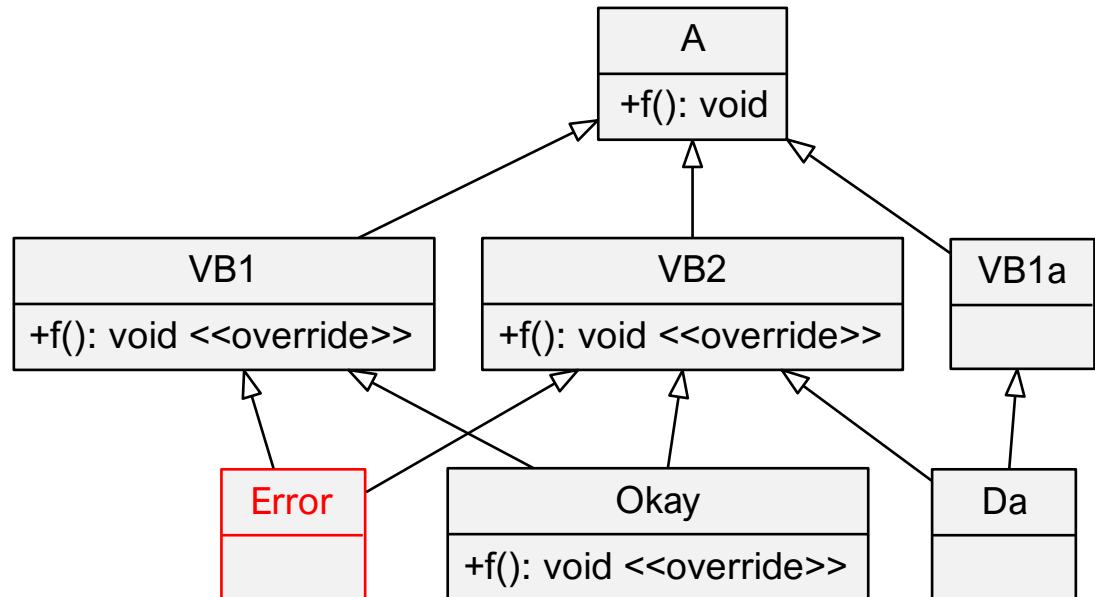 A
+f(): void
VB1
+f(): void <<override>>
VB2
+f(): void <<override>>
VB1a
Error
Okay
+f(): void <<override>>
Da